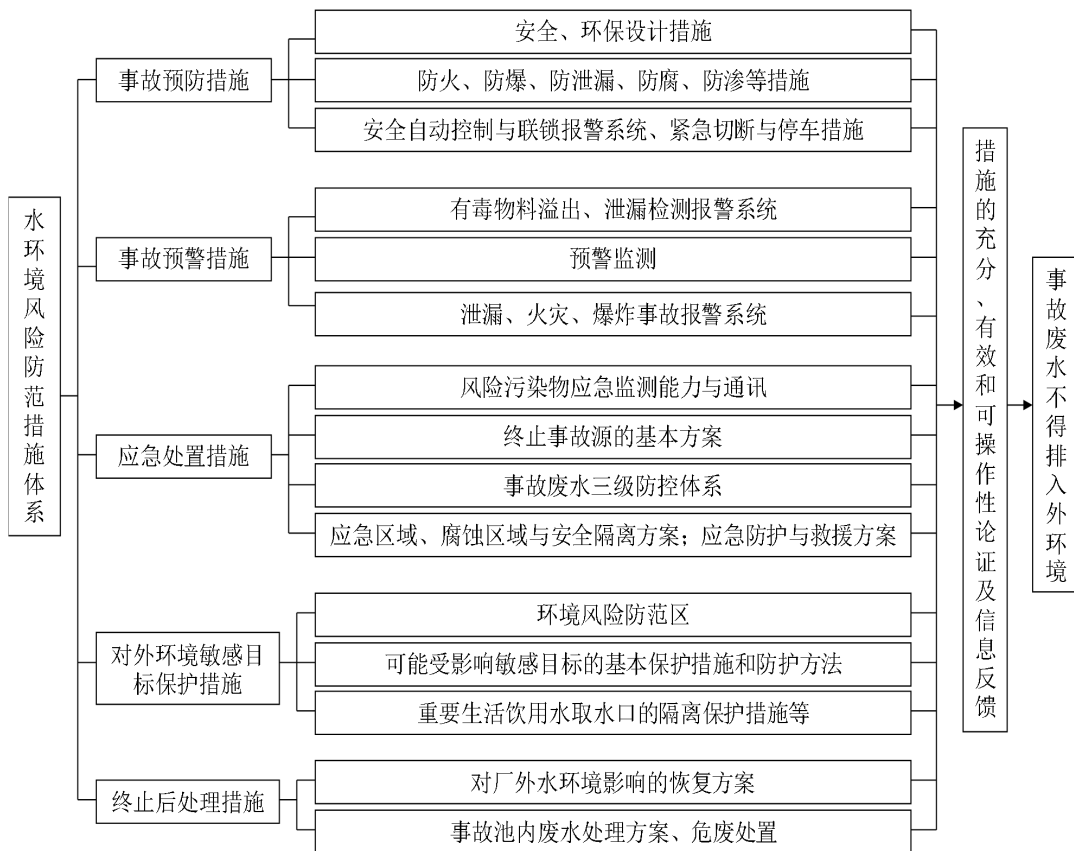 水环境风险防范措施体系
事故预防措施
安全、环保设计措施
防火、防爆、防泄漏、防腐、防渗等措施
安全自动控制与联锁报警系统、紧急切断与停车措施
事故预警措施
有毒物料溢出、泄漏检测报警系统
预警监测
泄漏、火灾、爆炸事故报警系统
应急处置措施
风险污染物应急监测能力与通讯
终止事故源的基本方案
事故废水三级防控体系
应急区域、腐蚀区域与安全隔离方案；应急防护与救援方案
对外环境敏感目
标保护措施
环境风险防范区
可能受影响敏感目标的基本保护措施和防护方法
重要生活饮用水取水口的隔离保护措施等
终止后处理措施
对厂外水环境影响的恢复方案
事故池内废水处理方案、危废处置
措施的充分、有效和可操作性论证及信息反馈
事故废水不得排入外环境